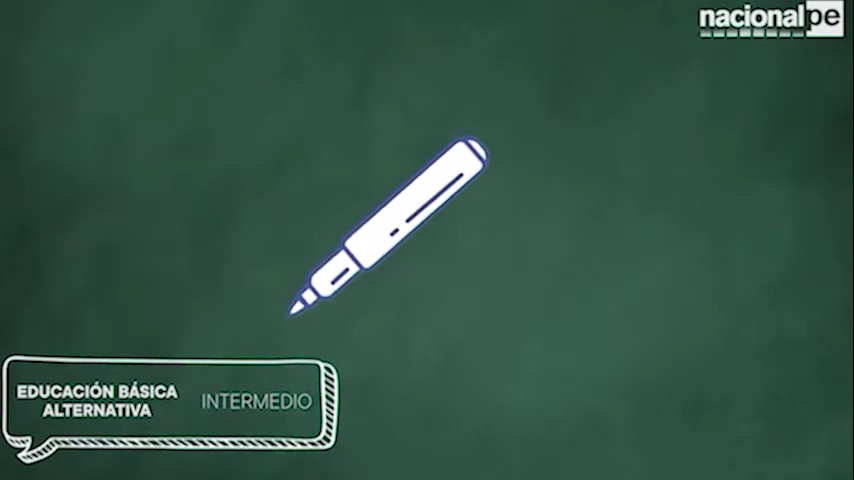 nacionalpe
EDUCACIÓN BÁSICA
ALTERNATIVA
INTERMEDIO